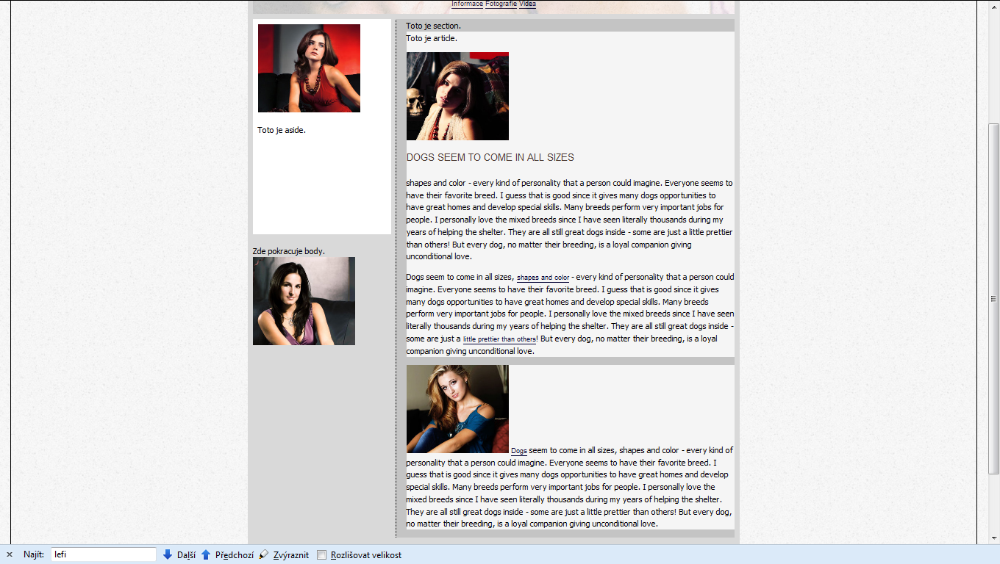 Informace Fotografie Videa
Toto je aside.
Zde pokracuje body.
Toto je section.
Toto je article.
DOGS SEEM TO COME IN ALL SIZES
shapes and color - every kind of personality that a person could imagine. Everyone seems to
have their favorite breed. I guess that is good since it gives many dogs opportunities to
have great homes and develop special skills. Many breeds perform very important jobs for
people. I personally love the mixed breeds since I have seen literally thousands during my
years of helping the shelter. They are all still great dogs inside - some are just a little prettier
than others! But every dog, no matter their breeding, is a loyal companion giving
unconditional love.
Dogs seem to come in all sizes, shapes and color - every kind of personality that a person could
imagine. Everyone seems to have their favorite breed. I guess that is good since it gives
many dogs opportunities to have great homes and develop special skills. Many breeds
perform very important jobs for people. I personally love the mixed breeds since I have seen
literally thousands during my years of helping the shelter. They are all still great dogs inside -
some are just a little prettier than others! But every dog, no matter their breeding, is a loyal
companion giving unconditional love.
Dogs seem to come in all sizes, shapes and color - every kind of
personality that a person could imagine. Everyone seems to have their favorite breed. I
guess that is good since it gives many dogs opportunities to have great homes and develop
special skills. Many breeds perform very important jobs for people. I personally love the
mixed breeds since I have seen literally thousands during my years of helping the shelter.
They are all still great dogs inside - some are just a little prettier than others! But every dog,
no matter their breeding, is a loyal companion giving unconditional love.
Najít: lefi Další Předchozí Zvýraznit Rozlišovat velikost